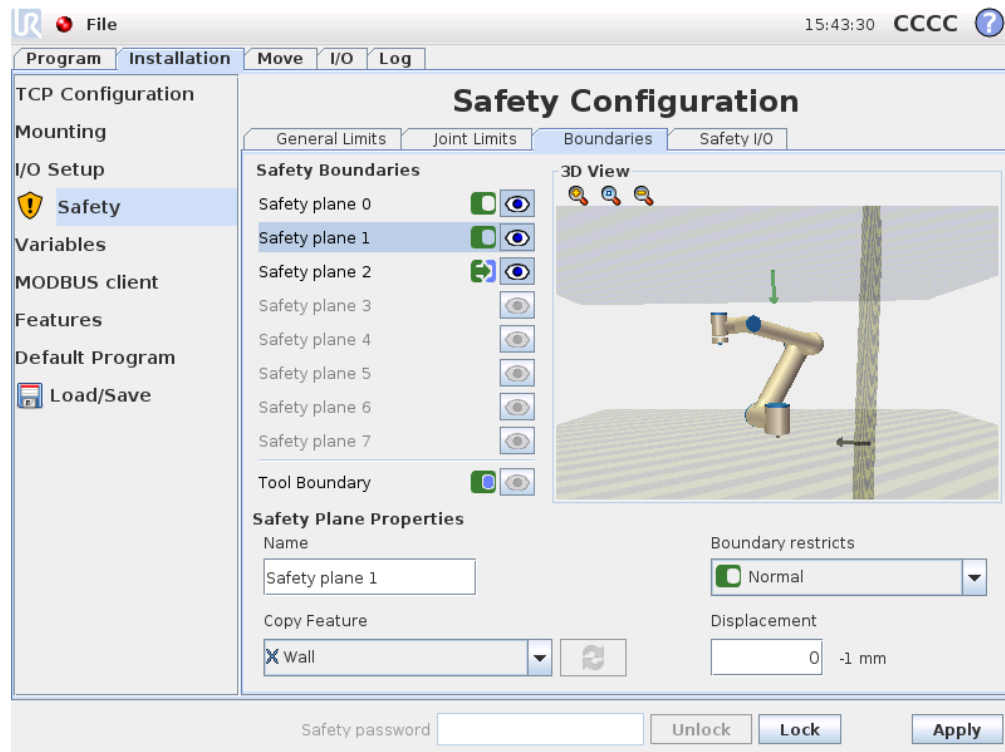 UR File 15:43:30 CCCC ?
Program Installation Move I/O Log
TCP Configuration
Mounting
I/O Setup
Safety
Variables
MODBUS client
Features
Default Program
Load/Save
Safety Configuration
General Limits Joint Limits Boundaries Safety I/O
Safety Boundaries
Safety plane 0
Safety plane 1
Safety plane 2
Safety plane 3
Safety plane 4
Safety plane 5
Safety plane 6
Safety plane 7
Tool Boundary
3D View
Safety Plane Properties
Name
Safety plane 1
Boundary restricts
Normal
Copy Feature
Wall
Displacement
0 -1 mm
Safety password Unlock Lock Apply